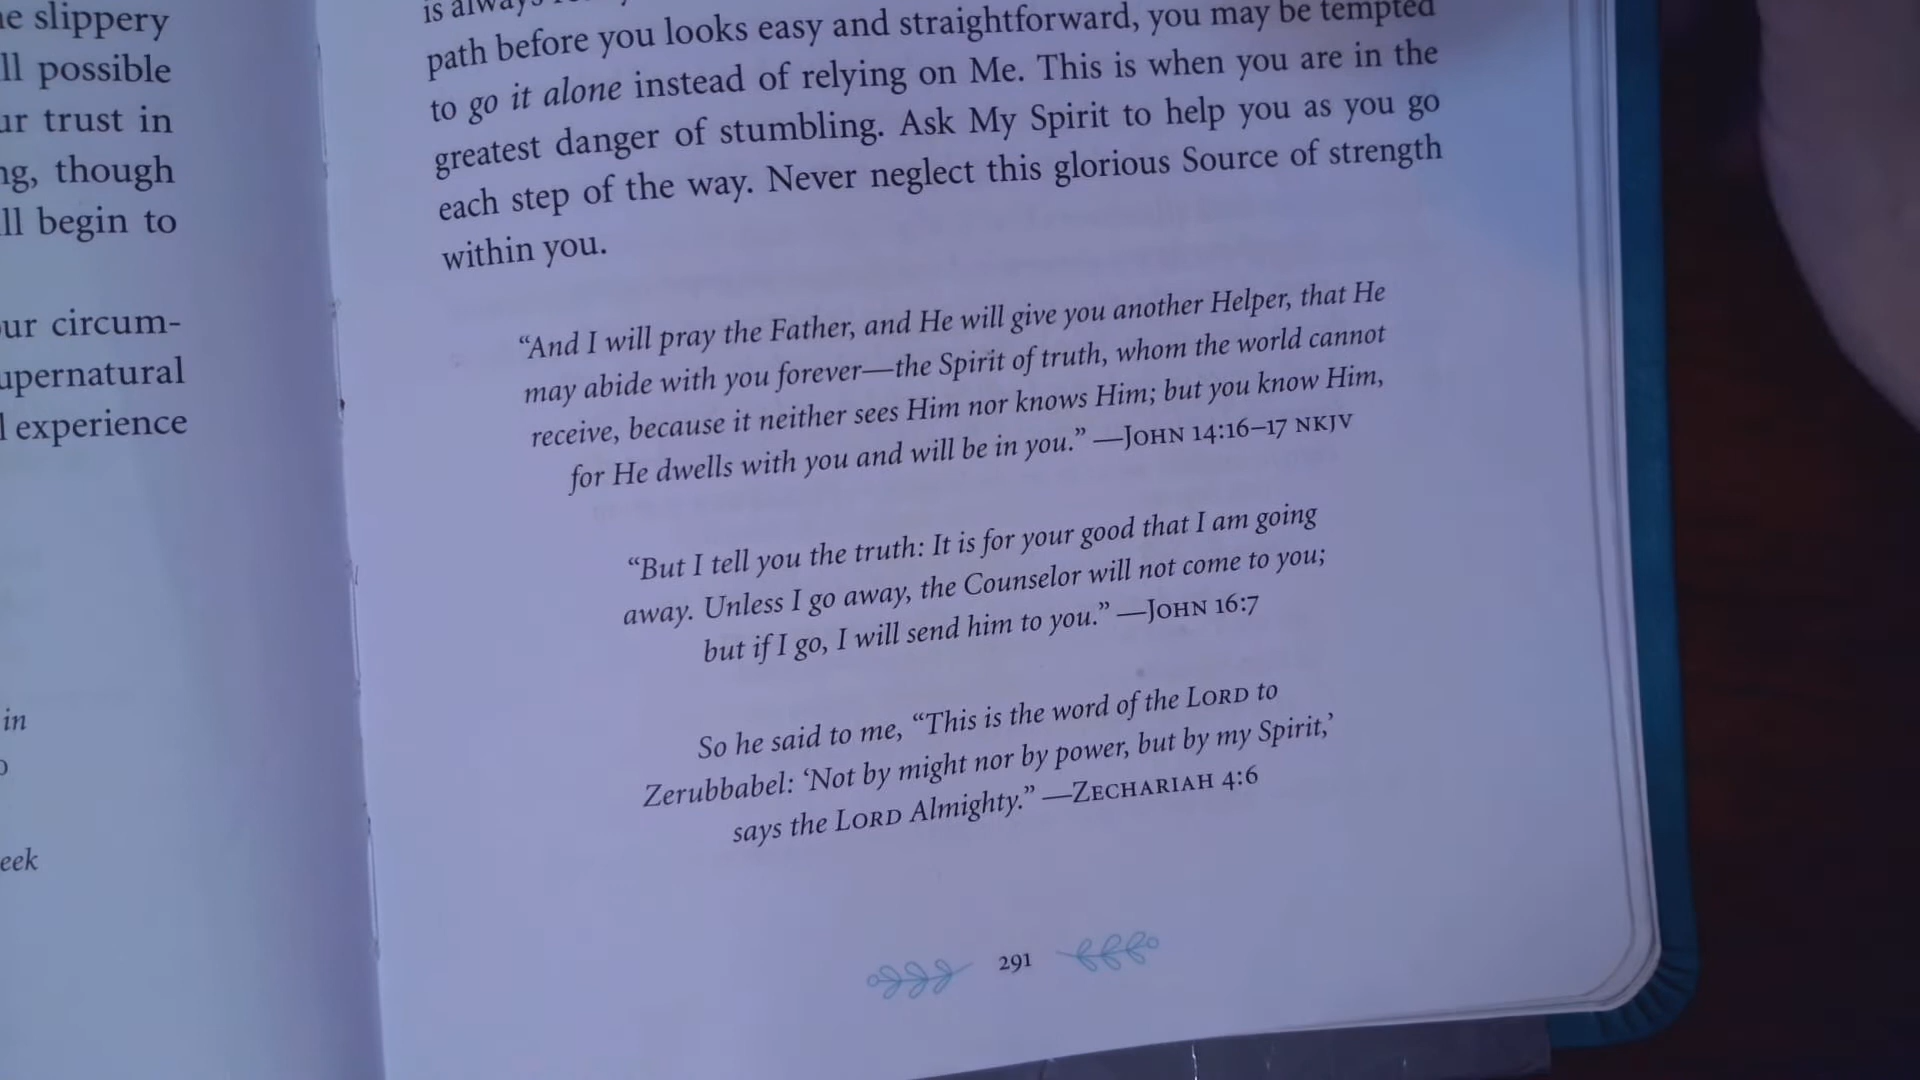 slippery
possible
trust in
though
begin to
circum-
experience
in
is always
path before you looks easy and straightforward, you may be tempted
to go it alone instead of relying on Me. This is when you are in the
greatest danger of stumbling. Ask My Spirit to help you as you go
each step of the way. Never neglect this glorious Source of strength
within you.
“And I will pray the Father, and He will give you another Helper, that He
may abide with you forever—the Spirit of truth, whom the world cannot
receive, because it neither sees Him nor knows Him; but you know Him,
for He dwells with you and will be in you.” —JOHN 14:16–17 NKJV
“But I tell you the truth: It is for your good that I am going
away. Unless I go away, the Counselor will not come to you;
but if I go, I will send him to you.” —JOHN 16:7
So he said to me, “This is the word of the LORD to
Zerubbabel: ‘Not by might nor by power, but by my Spirit,’
says the LORD Almighty.” —ZECHARIAH 4:6
291